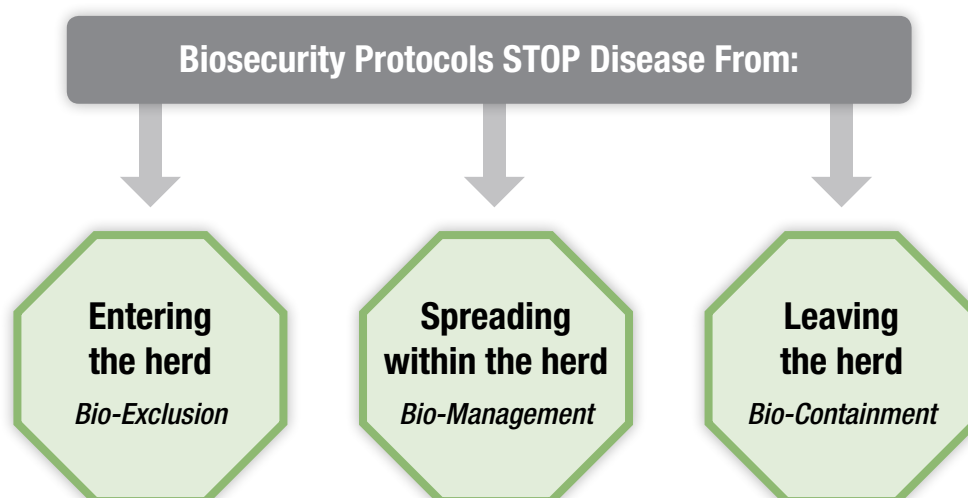 Biosecurity Protocols STOP Disease From:
Entering
the herd
Bio-Exclusion
Spreading
within the herd
Bio-Management
Leaving
the herd
Bio-Containment